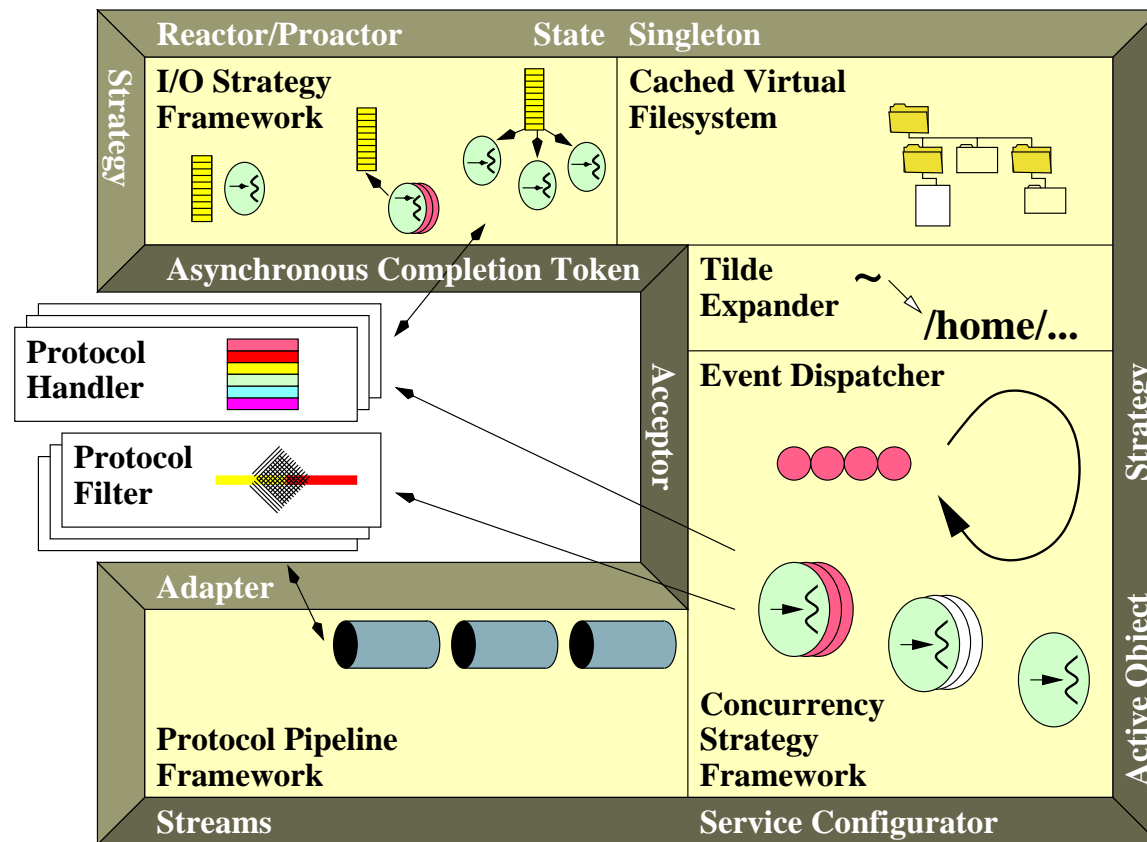 Reactor/Proactor State Singleton
Strategy
I/O Strategy
Framework
Cached Virtual
Filesystem
Asynchronous Completion Token
Tilde
Expander
~
/home/...
Protocol
Handler
Acceptor
Event Dispatcher
Strategy
Protocol
Filter
Adapter
Active Object
Concurrency
Strategy
Framework
Protocol Pipeline
Framework
Streams
Service Configurator